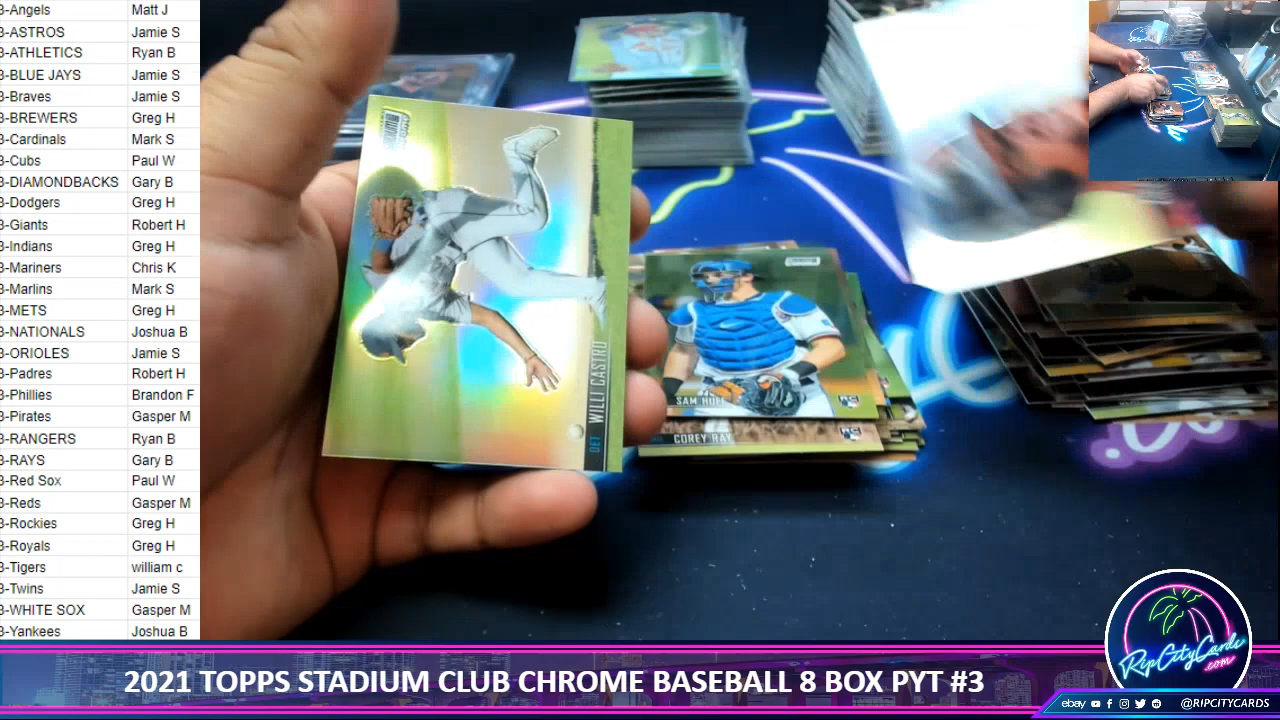 3-Angels Matt J
3-ASTROS Jamie S
3-ATHLETICS Ryan B
3-BLUE JAYS Jamie S
3-Braves Jamie S
3-BREWERS Greg H
3-Cardinals Mark S
3-Cubs Paul W
3-DIAMONDBACKS Gary B
3-Dodgers Greg H
3-Giants Robert H
3-Indians Greg H
3-Mariners Chris K
3-Marlins Mark S
3-METS Greg H
3-NATIONALS Joshua B
3-ORIOLES Jamie S
3-Padres Robert H
3-Phillies Brandon F
3-Pirates Gasper M
3-RANGERS Ryan B
3-RAYS Gary B
3-Red Sox Paul W
3-Reds Gasper M
3-Rockies Greg H
3-Royals Greg H
3-Tigers william c
3-Twins Jamie S
3-WHITE SOX Gasper M
3-Yankees Joshua B
DET WILLI CASTRO
SAM HUFF RC
COREY RAY RC
RipCityCards
.com
2021 TOPPS STADIUM CLUB CHROME BASEBALL 8 BOX PYT #3
ebay @RIPCITYCARDS